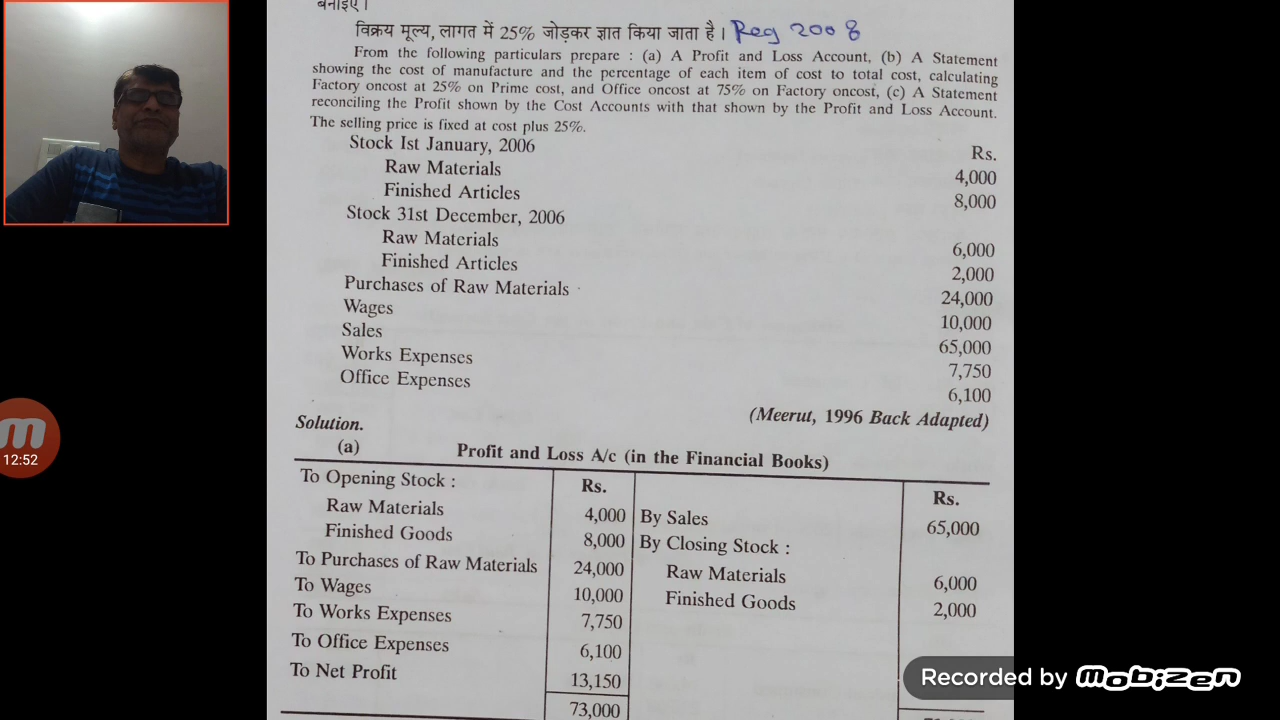 बनाइए।
विक्रय मूल्य, लागत में 25% जोड़कर ज्ञात किया जाता है। Reg 2008
From the following particulars prepare : (a) A Profit and Loss Account, (b) A Statement
showing the cost of manufacture and the percentage of each item of cost to total cost, calculating
Factory oncost at 25% on Prime cost, and Office oncost at 75% on Factory oncost, (c) A Statement
reconciling the Profit shown by the Cost Accounts with that shown by the Profit and Loss Account.
The selling price is fixed at cost plus 25%.
Stock Ist January, 2006 Rs.
Raw Materials 4,000
Finished Articles 8,000
Stock 31st December, 2006
Raw Materials 6,000
Finished Articles 2,000
Purchases of Raw Materials 24,000
Wages 10,000
Sales 65,000
Works Expenses 7,750
Office Expenses 6,100
(Meerut, 1996 Back Adapted)
Solution.
(a) Profit and Loss A/c (in the Financial Books)
To Opening Stock : Rs. Rs.
Raw Materials 4,000 By Sales 65,000
Finished Goods 8,000 By Closing Stock :
To Purchases of Raw Materials 24,000 Raw Materials 6,000
To Wages 10,000 Finished Goods 2,000
To Works Expenses 7,750
To Office Expenses 6,100
To Net Profit 13,150
73,000
12:52
Recorded by mobizen